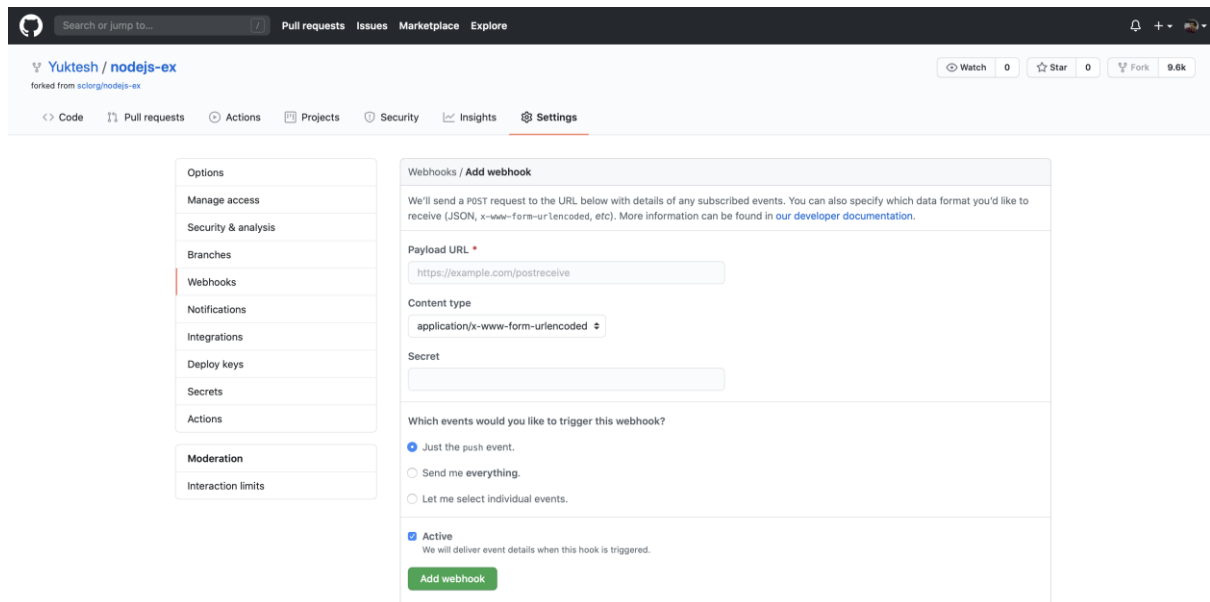 Search or jump to... / Pull requests Issues Marketplace Explore
Yuktesh / nodejs-ex Watch 0 Star 0 Fork 9.6k
forked from sclorg/nodejs-ex
Code Pull requests Actions Projects Security Insights Settings
Options
Manage access
Security & analysis
Branches
Webhooks
Notifications
Integrations
Deploy keys
Secrets
Actions
Moderation
Interaction limits
Webhooks / Add webhook
We'll send a POST request to the URL below with details of any subscribed events. You can also specify which data format you'd like to
receive (JSON, x-www-form-urlencoded, etc). More information can be found in our developer documentation.
Payload URL *
https://example.com/postreceive
Content type
application/x-www-form-urlencoded
Secret
Which events would you like to trigger this webhook?
Just the push event.
Send me everything.
Let me select individual events.
Active
We will deliver event details when this hook is triggered.
Add webhook